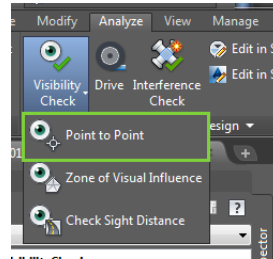 Modify Analyze View Manage
Visibility Check
Drive
Interference Check
Edit in
Edit in
Point to Point
Zone of Visual Influence
Check Sight Distance
?